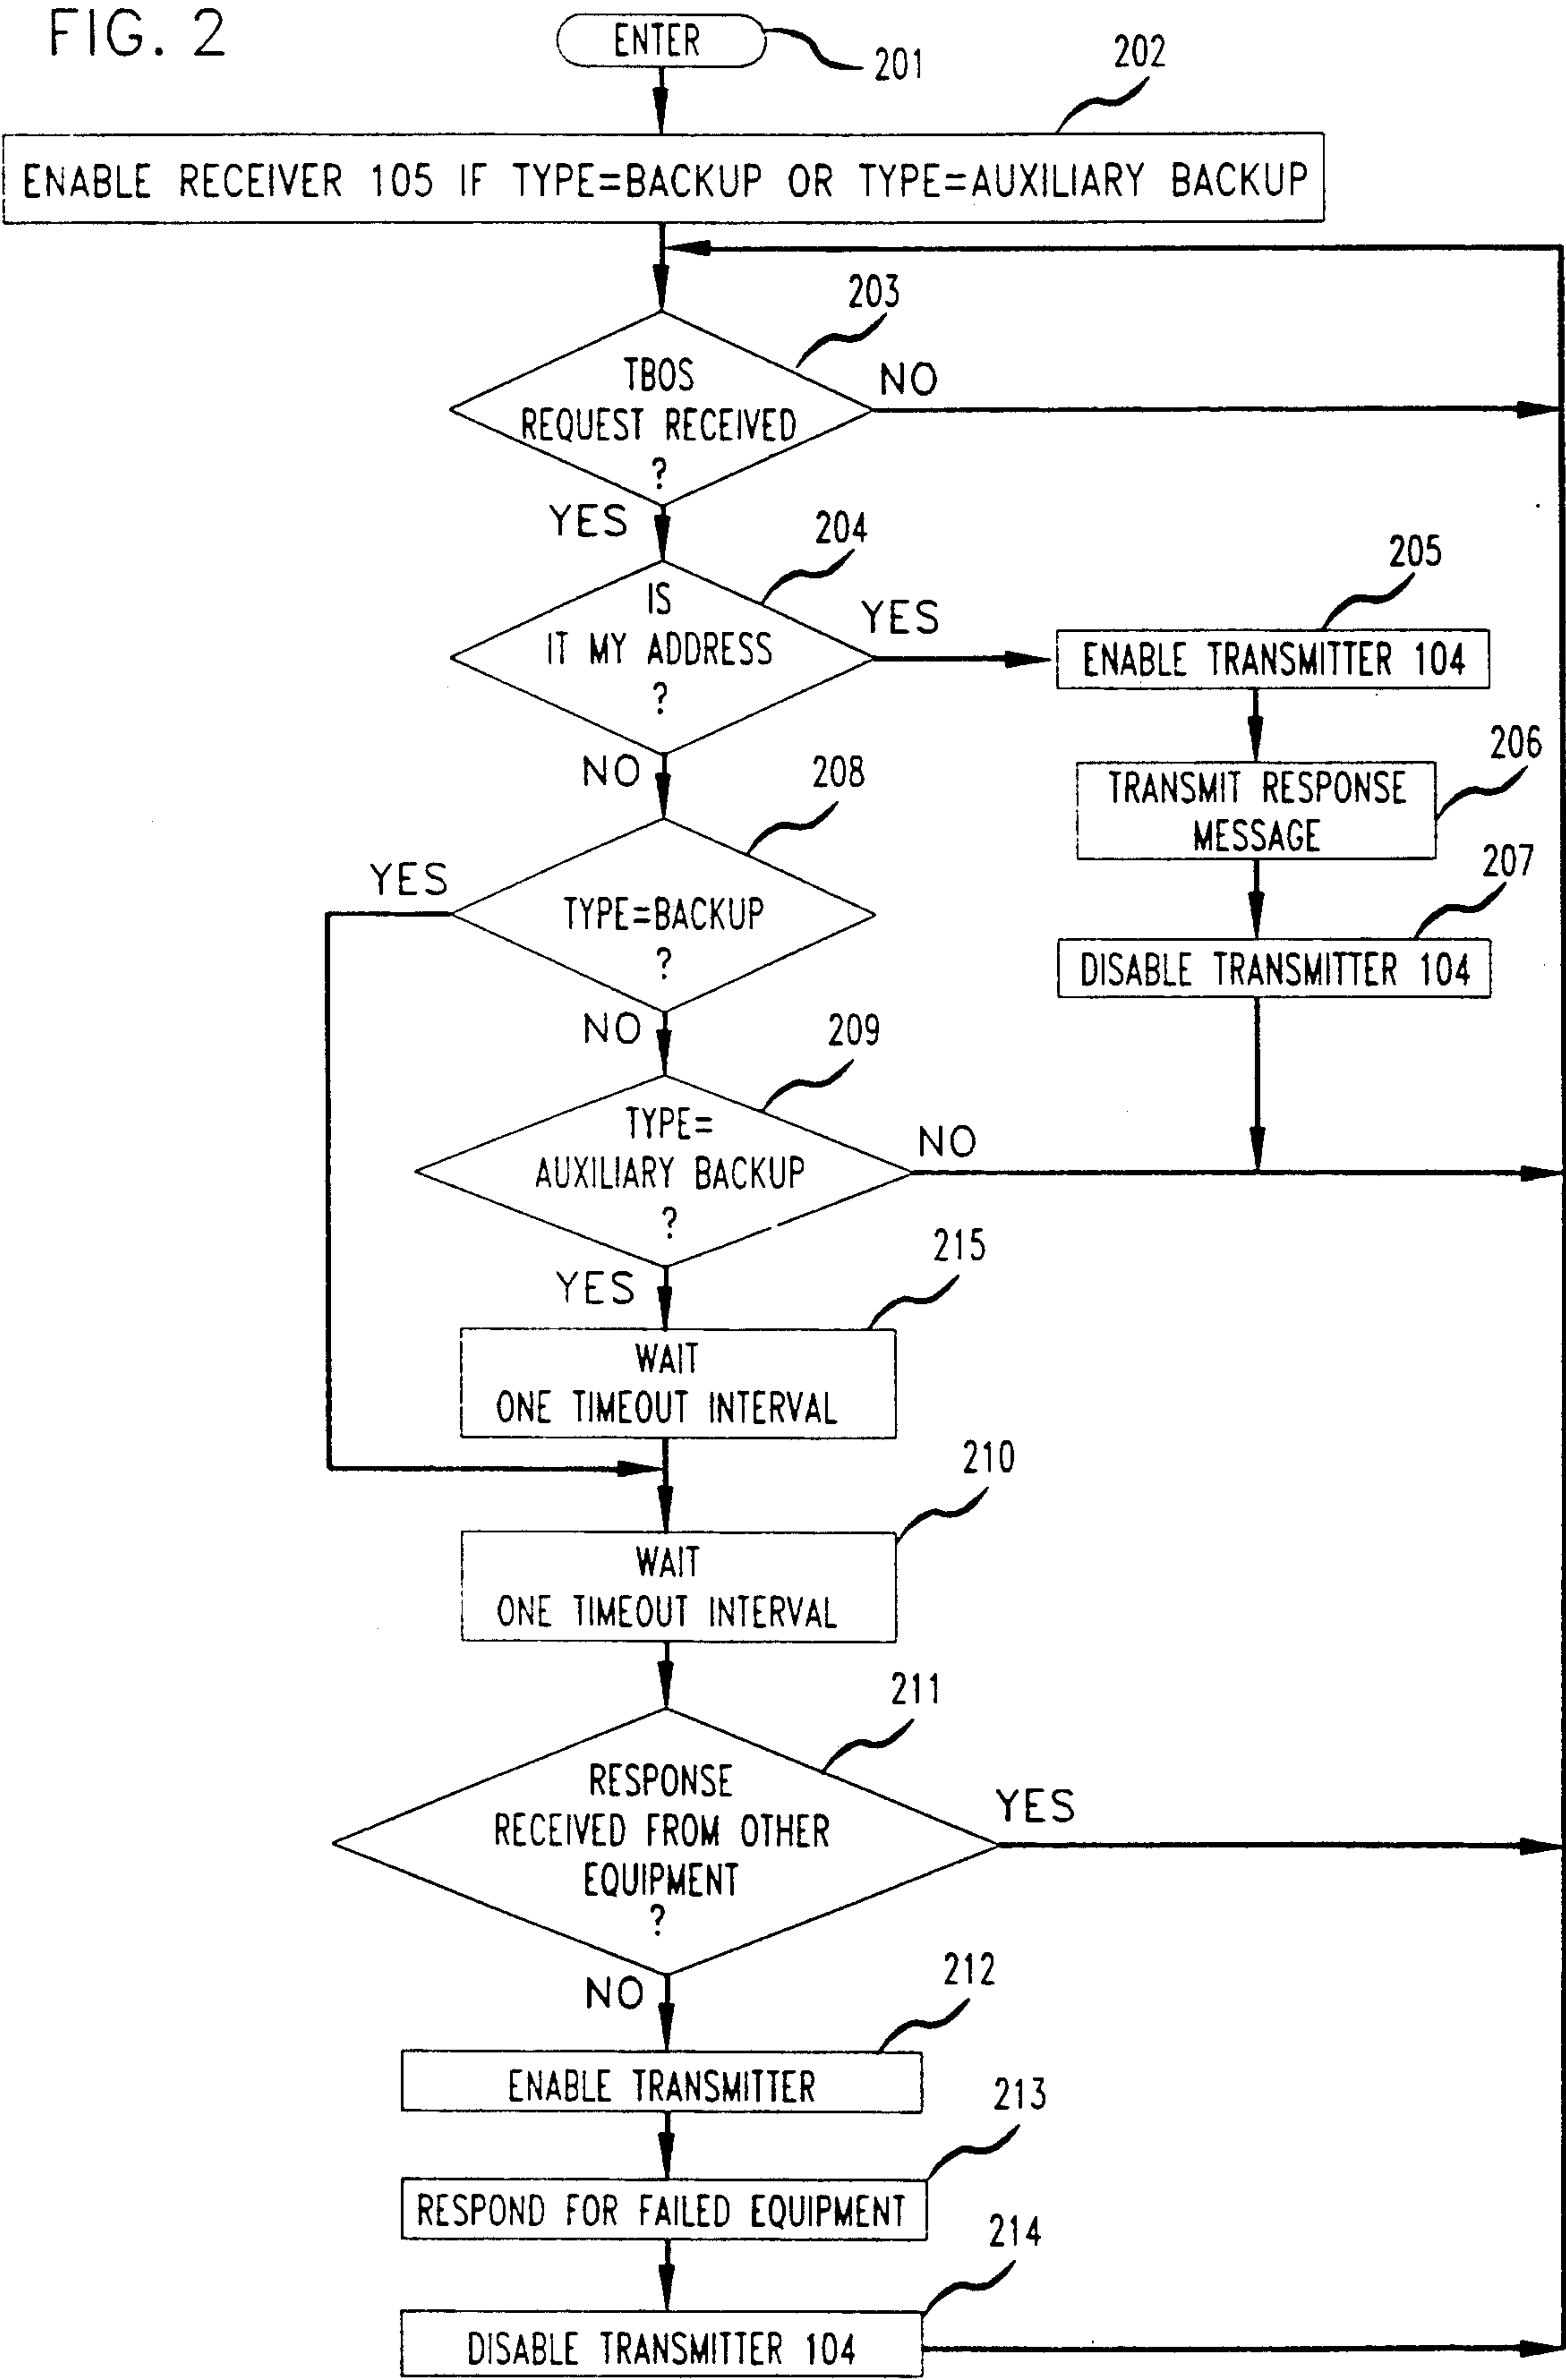 FIG. 2
ENTER
201
202
ENABLE RECEIVER 105 IF TYPE=BACKUP OR TYPE=AUXILIARY BACKUP
203
TBOS
REQUEST RECEIVED
?
NO
YES
204
IS
IT MY ADDRESS
?
YES
205
ENABLE TRANSMITTER 104
NO
206
TRANSMIT RESPONSE
MESSAGE
208
207
YES
TYPE=BACKUP
?
DISABLE TRANSMITTER 104
NO
209
TYPE=
AUXILIARY BACKUP
?
NO
YES
215
WAIT
ONE TIMEOUT INTERVAL
210
WAIT
ONE TIMEOUT INTERVAL
211
RESPONSE
RECEIVED FROM OTHER
EQUIPMENT
?
YES
NO
212
ENABLE TRANSMITTER
213
RESPOND FOR FAILED EQUIPMENT
214
DISABLE TRANSMITTER 104